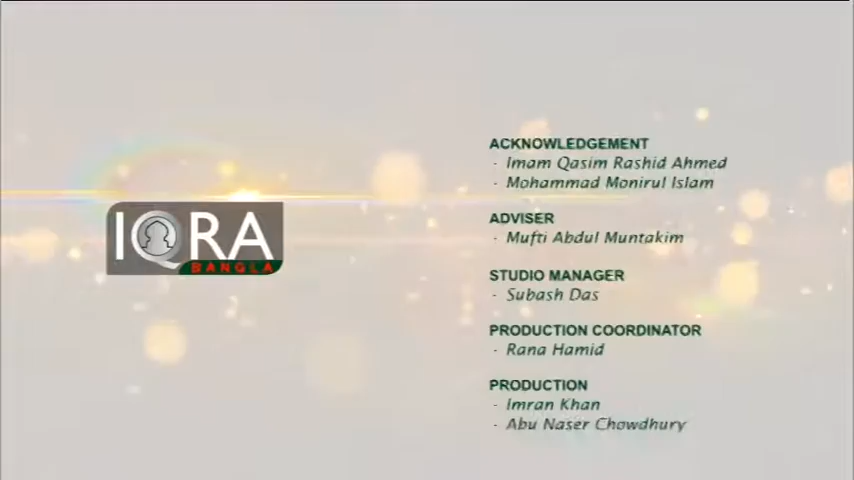 IQRA
BANGLA
ACKNOWLEDGEMENT
- Imam Qasim Rashid Ahmed
- Mohammad Monirul Islam
ADVISER
- Mufti Abdul Muntakim
STUDIO MANAGER
- Subash Das
PRODUCTION COORDINATOR
- Rana Hamid
PRODUCTION
- Imran Khan
- Abu Naser Chowdhury